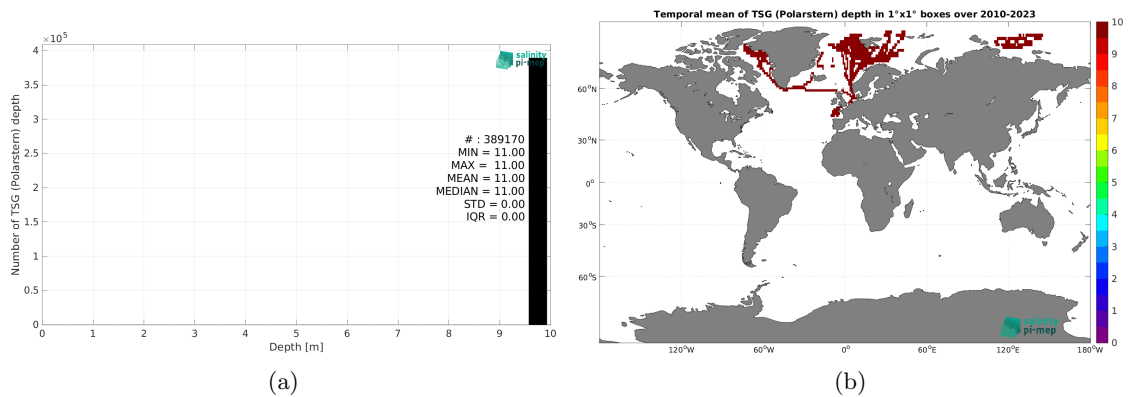 ×10⁵
4
3.5
3
2.5
2
1.5
1
0.5
0
Number of TSG (Polarstern) depth
salinity
pi-mep
# : 389170
MIN = 11.00
MAX = 11.00
MEAN = 11.00
MEDIAN = 11.00
STD = 0.00
IQR = 0.00
0 1 2 3 4 5 6 7 8 9 10
Depth [m]
(a)
Temporal mean of TSG (Polarstern) depth in 1°x1° boxes over 2010-2023
60°N
30°N
0°
30°S
60°S
120°W 60°W 0° 60°E 120°E 180°W
salinity
pi-mep
10
9
8
7
6
5
4
3
2
1
0
(b)